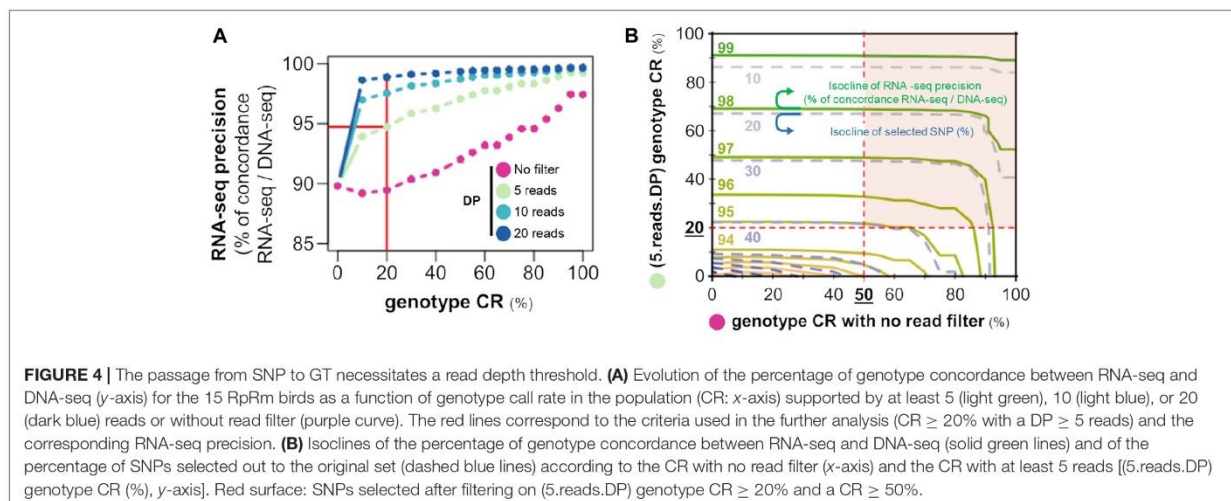 A
RNA-seq precision
(% of concordance
RNA-seq / DNA-seq)
100
95
90
85
DP
No filter
5 reads
10 reads
20 reads
0 20 40 60 80 100
genotype CR (%)
B
(5.reads.DP) genotype CR (%)
100
80
60
40
20
0
99
10
Isocline of RNA -seq precision
(% of concordance RNA-seq / DNA-seq)
98
20
Isocline of selected SNP (%)
97
30
96
95
94
40
0 20 40 50 60 80 100
genotype CR with no read filter (%)
FIGURE 4 | The passage from SNP to GT necessitates a read depth threshold. (A) Evolution of the percentage of genotype concordance between RNA-seq and
DNA-seq (y-axis) for the 15 RpRm birds as a function of genotype call rate in the population (CR: x-axis) supported by at least 5 (light green), 10 (light blue), or 20
(dark blue) reads or without read filter (purple curve). The red lines correspond to the criteria used in the further analysis (CR ≥ 20% with a DP ≥ 5 reads) and the
corresponding RNA-seq precision. (B) Isoclines of the percentage of genotype concordance between RNA-seq and DNA-seq (solid green lines) and of the
percentage of SNPs selected out to the original set (dashed blue lines) according to the CR with no read filter (x-axis) and the CR with at least 5 reads [(5.reads.DP)
genotype CR (%), y-axis]. Red surface: SNPs selected after filtering on (5.reads.DP) genotype CR ≥ 20% and a CR ≥ 50%.